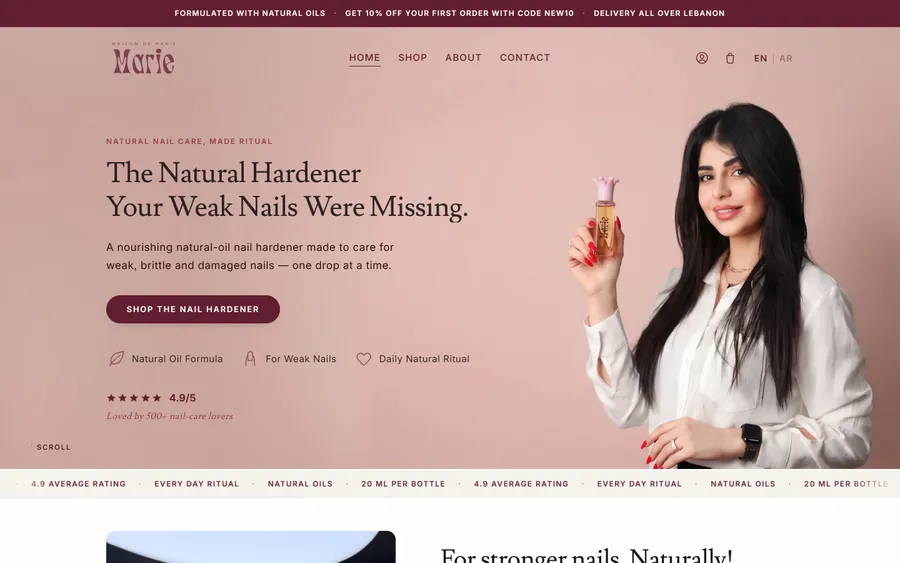 FORMULATED WITH NATURAL OILS · GET 10% OFF YOUR FIRST ORDER WITH CODE NEW10 · DELIVERY ALL OVER LEBANON
MAISON DE MARIE
Marie
HOME SHOP ABOUT CONTACT
EN | AR
NATURAL NAIL CARE, MADE RITUAL
The Natural Hardener
Your Weak Nails Were Missing.
A nourishing natural-oil nail hardener made to care for
weak, brittle and damaged nails — one drop at a time.
SHOP THE NAIL HARDENER
Natural Oil Formula For Weak Nails Daily Natural Ritual
★★★★★ 4.9/5
Loved by 500+ nail-care lovers
Marie
SCROLL
· 4.9 AVERAGE RATING · EVERY DAY RITUAL · NATURAL OILS · 20 ML PER BOTTLE · 4.9 AVERAGE RATING · EVERY DAY RITUAL · NATURAL OILS · 20 ML PER BOTTLE
For stronger nails, Naturally!